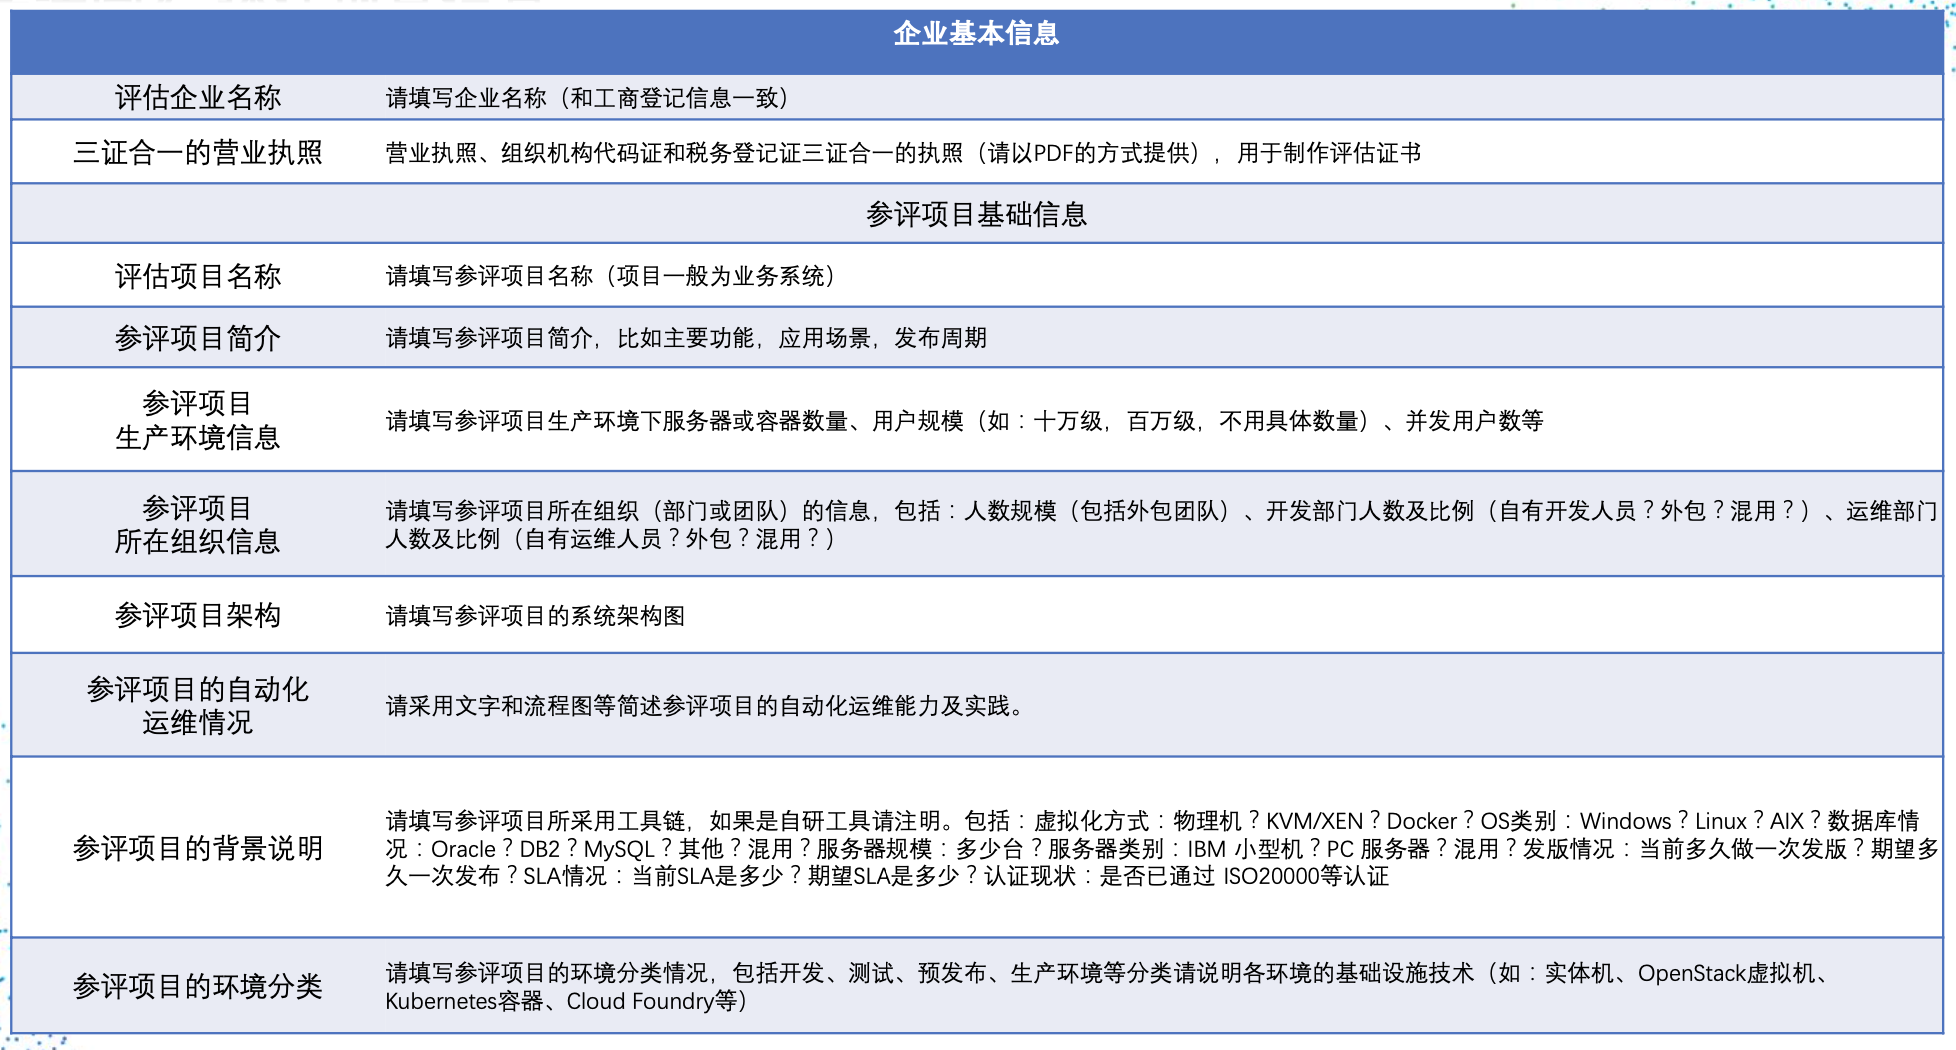 企业基本信息
评估企业名称
请填写企业名称（和工商登记信息一致）
三证合一的营业执照
营业执照、组织机构代码证和税务登记证三证合一的执照（请以PDF的方式提供），用于制作评估证书
参评项目基础信息
评估项目名称
请填写参评项目名称（项目一般为业务系统）
参评项目简介
请填写参评项目简介，比如主要功能，应用场景，发布周期
参评项目
生产环境信息
请填写参评项目生产环境下服务器或容器数量、用户规模（如：十万级，百万级，不用具体数量）、并发用户数等
参评项目
所在组织信息
请填写参评项目所在组织（部门或团队）的信息，包括：人数规模（包括外包团队）、开发部门人数及比例（自有开发人员？外包？混用？）、运维部门
人数及比例（自有运维人员？外包？混用？）
参评项目架构
请填写参评项目的系统架构图
参评项目的自动化
运维情况
请采用文字和流程图等简述参评项目的自动化运维能力及实践。
参评项目的背景说明
请填写参评项目所采用工具链，如果是自研工具请注明。包括：虚拟化方式：物理机？KVM/XEN？Docker？OS类别：Windows？Linux？AIX？数据库情
况：Oracle？DB2？MySQL？其他？混用？服务器规模：多少台？服务器类别：IBM 小型机？PC 服务器？混用？发版情况：当前多久做一次发版？期望多
久一次发布？SLA情况：当前SLA是多少？期望SLA是多少？认证现状：是否已通过 ISO20000等认证
参评项目的环境分类
请填写参评项目的环境分类情况，包括开发、测试、预发布、生产环境等分类请说明各环境的基础设施技术（如：实体机、OpenStack虚拟机、
Kubernetes容器、Cloud Foundry等）